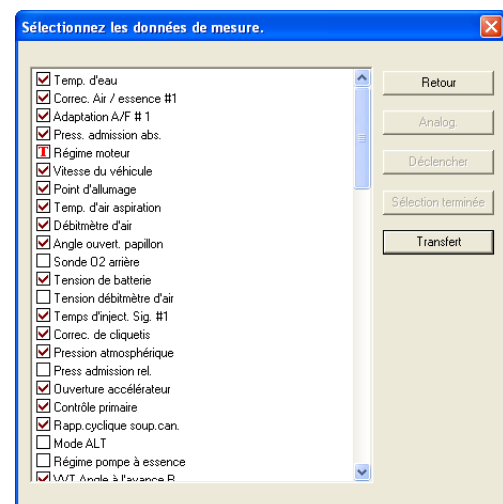 Sélectionnez les données de mesure.
Temp. d'eau
Correc. Air / essence #1
Adaptation A/F # 1
Press. admission abs.
T Régime moteur
Vitesse du véhicule
Point d'allumage
Temp. d'air aspiration
Débitmètre d'air
Angle ouvert. papillon
Sonde O2 arrière
Tension de batterie
Tension débitmètre d'air
Temps d'inject. Sig. #1
Correc. de cliquetis
Pression atmosphérique
Press admission rel.
Ouverture accélérateur
Contrôle primaire
Rapp.cyclique soup.can.
Mode ALT
Régime pompe à essence
VVT Angle à l'avance R
Retour
Analog.
Déclencher
Sélection terminée
Transfert